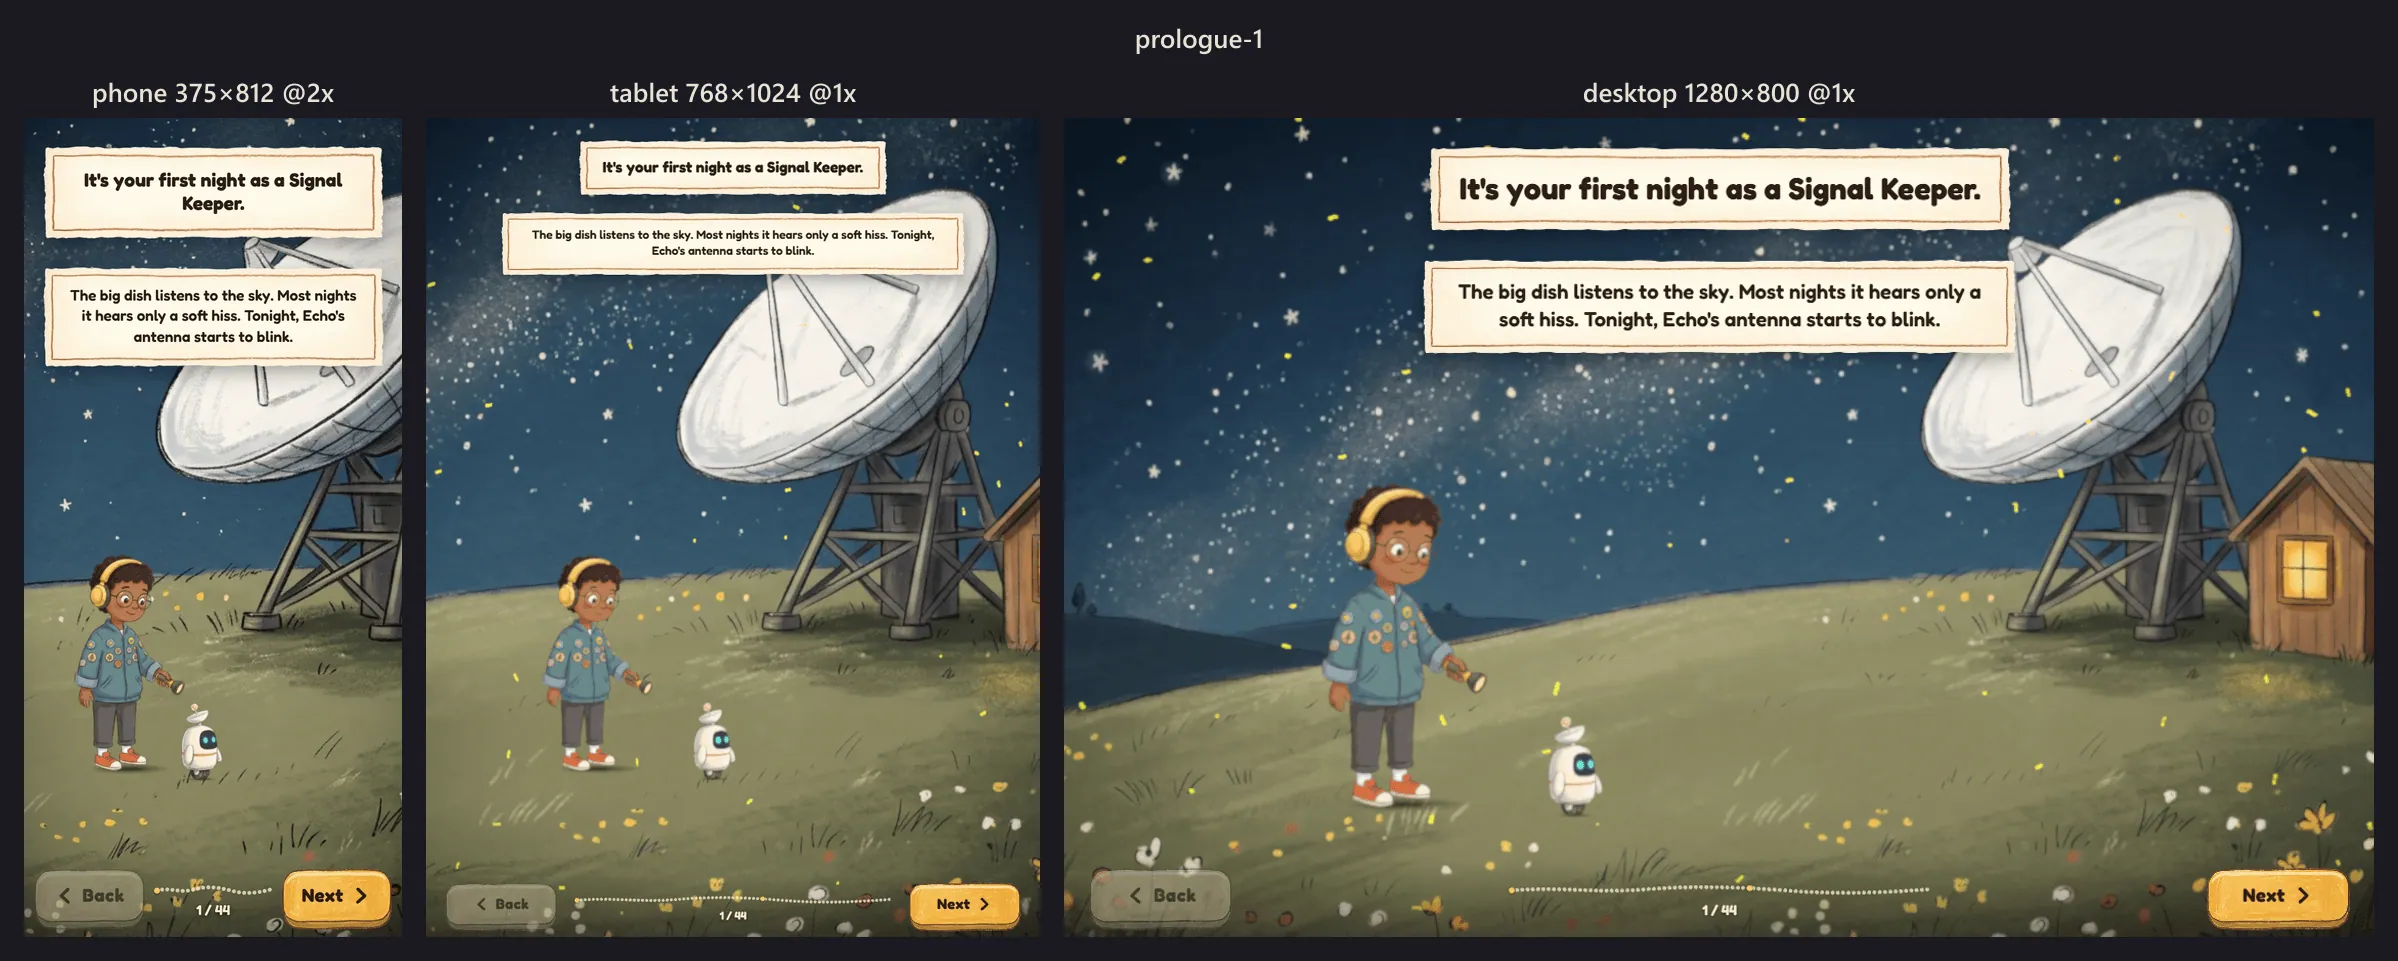 prologue-1
phone 375×812 @2x
It's your first night as a Signal
Keeper.
The big dish listens to the sky. Most nights
it hears only a soft hiss. Tonight, Echo's
antenna starts to blink.
Back
1 / 44
Next
tablet 768×1024 @1x
It's your first night as a Signal Keeper.
The big dish listens to the sky. Most nights it hears only a soft hiss. Tonight,
Echo's antenna starts to blink.
Back
1 / 44
Next
desktop 1280×800 @1x
It's your first night as a Signal Keeper.
The big dish listens to the sky. Most nights it hears only a
soft hiss. Tonight, Echo's antenna starts to blink.
Back
1 / 44
Next